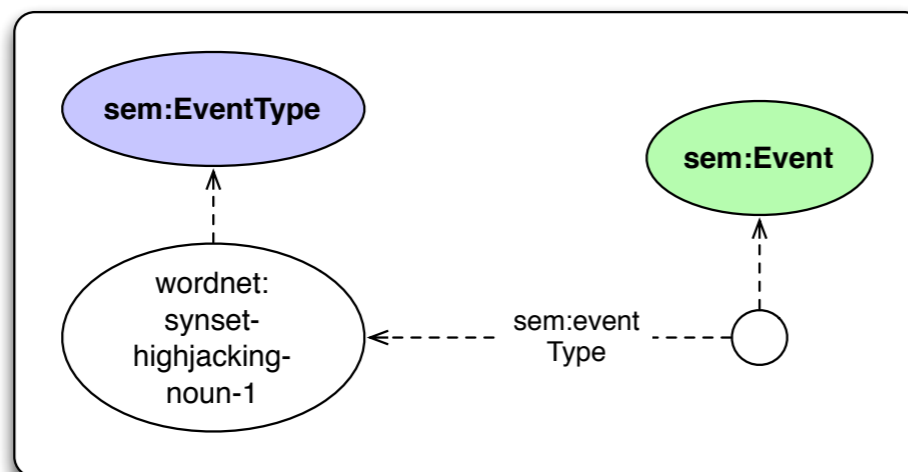 sem:EventType
sem:Event
wordnet:
synset-
highjacking-
noun-1
sem:event
Type